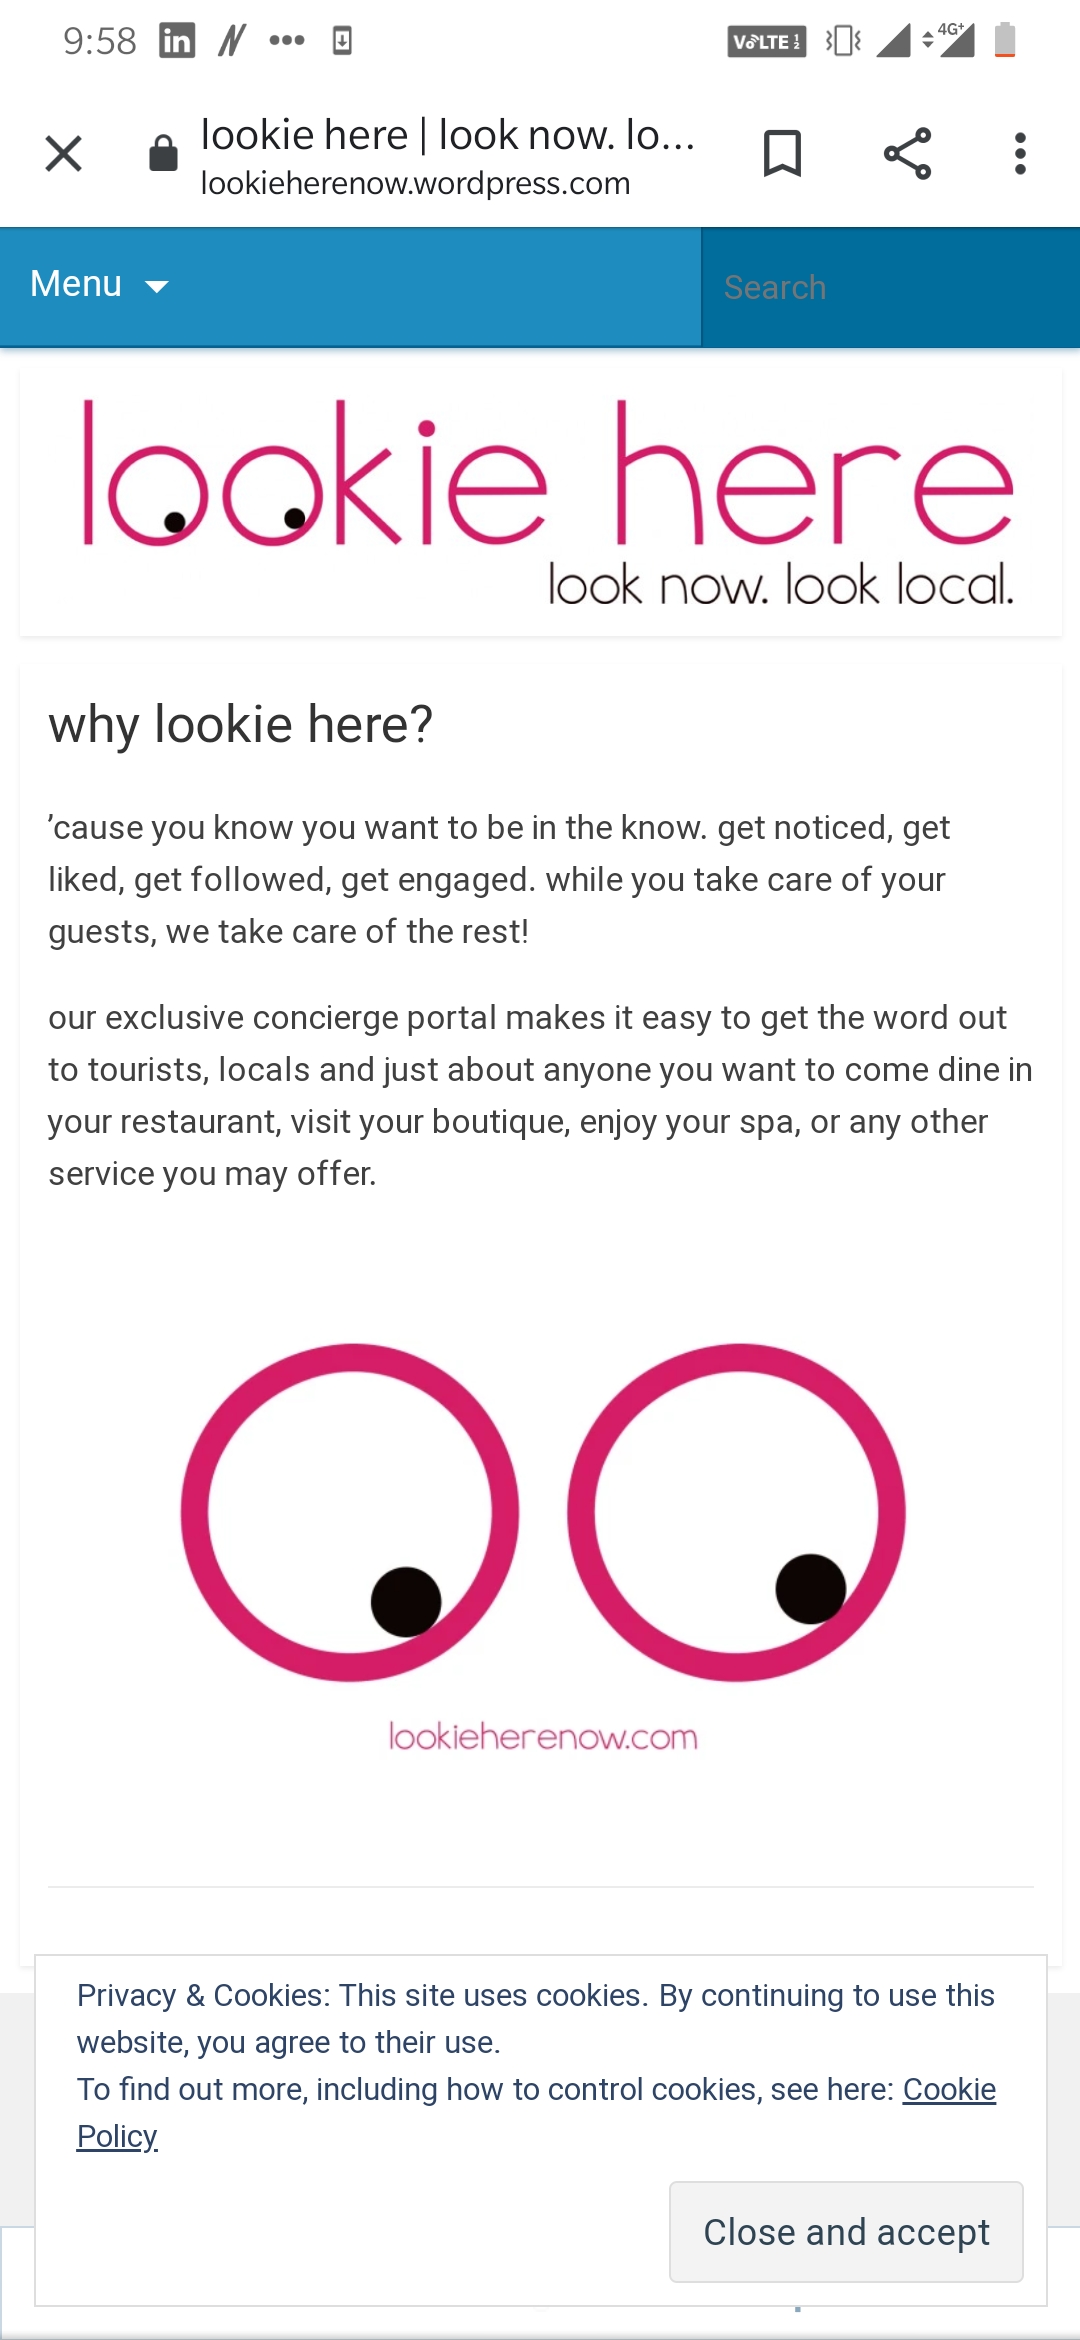 9:58
VoLTE 1 2
4G+
lookie here | look now. lo...
lookieherenow.wordpress.com
Menu
Search
lookie here
look now. look local.
why lookie here?
’cause you know you want to be in the know. get noticed, get
liked, get followed, get engaged. while you take care of your
guests, we take care of the rest!
our exclusive concierge portal makes it easy to get the word out
to tourists, locals and just about anyone you want to come dine in
your restaurant, visit your boutique, enjoy your spa, or any other
service you may offer.
lookieherenow.com
Privacy & Cookies: This site uses cookies. By continuing to use this
website, you agree to their use.
To find out more, including how to control cookies, see here: Cookie
Policy
Close and accept